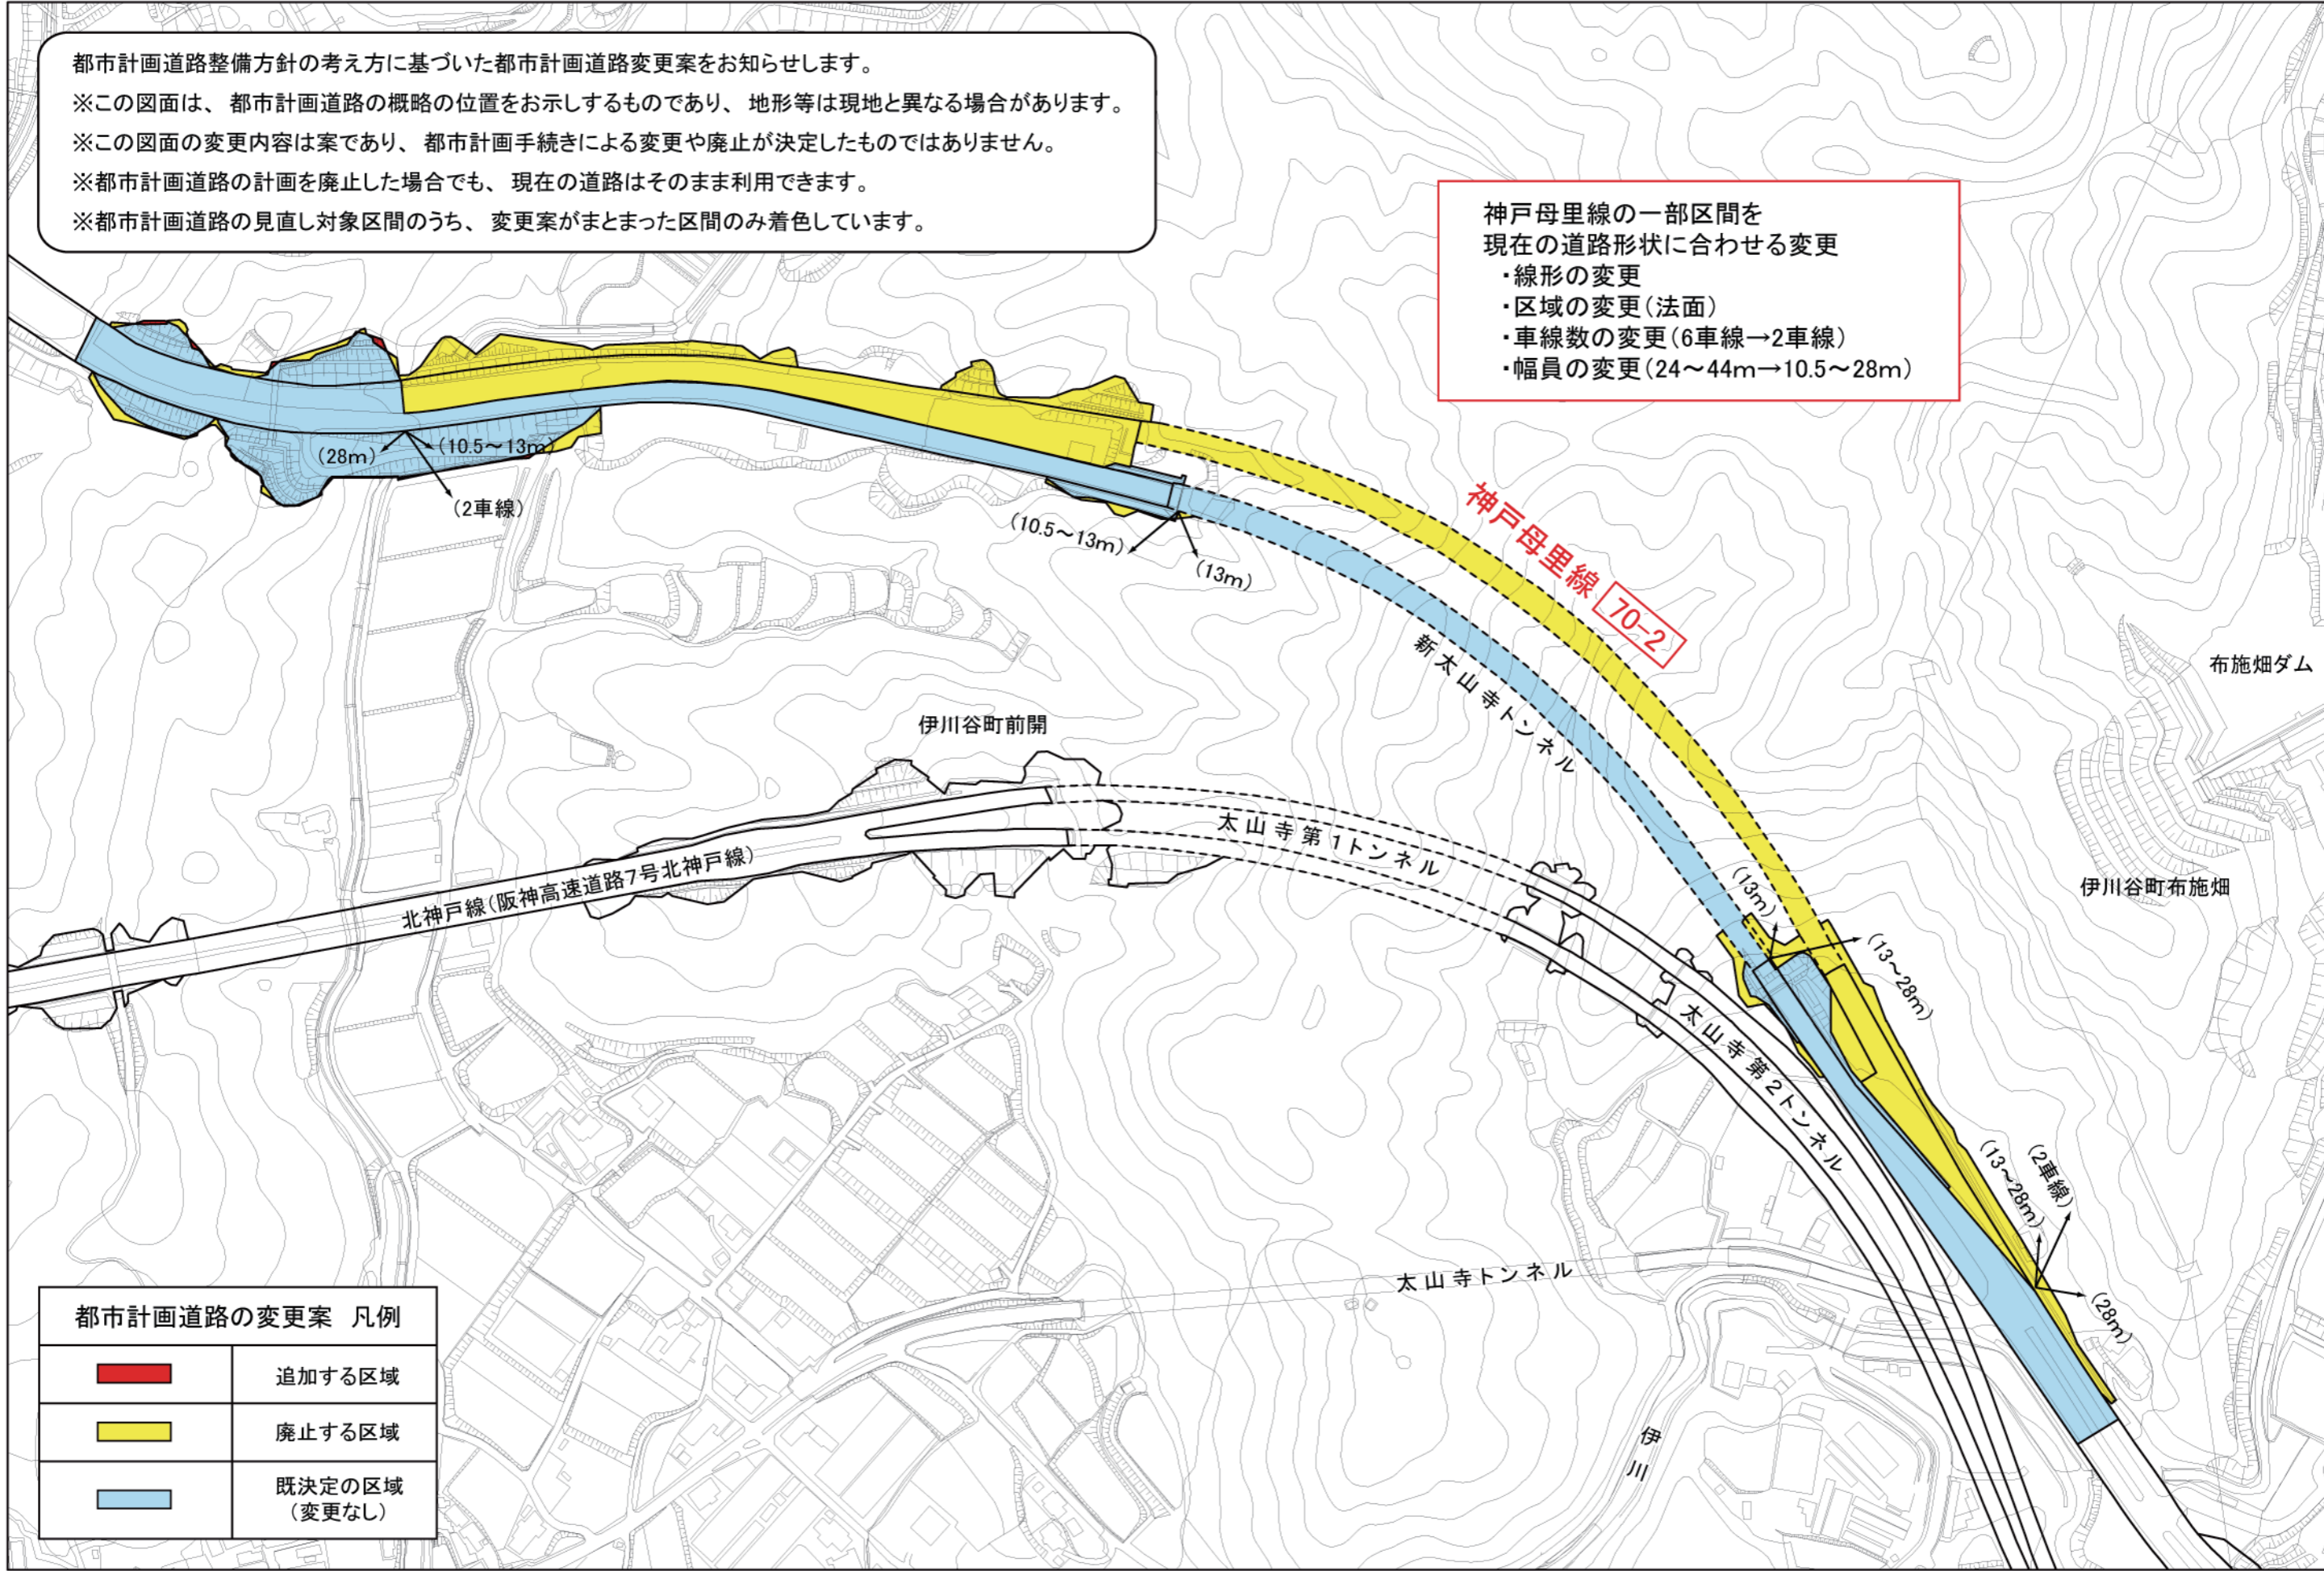 都市計画道路整備方針の考え方に基づいた都市計画道路変更案をお知らせします。
※この図面は、都市計画道路の概略の位置をお示しするものであり、地形等は現地と異なる場合があります。
※この図面の変更内容は案であり、都市計画手続きによる変更や廃止が決定したものではありません。
※都市計画道路の計画を廃止した場合でも、現在の道路はそのまま利用できます。
※都市計画道路の見直し対象区間のうち、変更案がまとまった区間のみ着色しています。
神戸母里線の一部区間を
現在の道路形状に合わせる変更
・線形の変更
・区域の変更(法面)
・車線数の変更(6車線→2車線)
・幅員の変更(24～44m→10.5～28m)
(28m)
(10.5～13m)
(2車線)
(10.5～13m)
(13m)
神戸母里線 70-2
新太山寺トンネル
布施畑ダム
伊川谷町前開
太山寺第1トンネル
北神戸線(阪神高速道路7号北神戸線)
伊川谷町布施畑
(13m)
(13～28m)
太山寺第2トンネル
(13～28m)
(2車線)
(28m)
太山寺トンネル
伊川
都市計画道路の変更案 凡例
追加する区域
廃止する区域
既決定の区域
(変更なし)